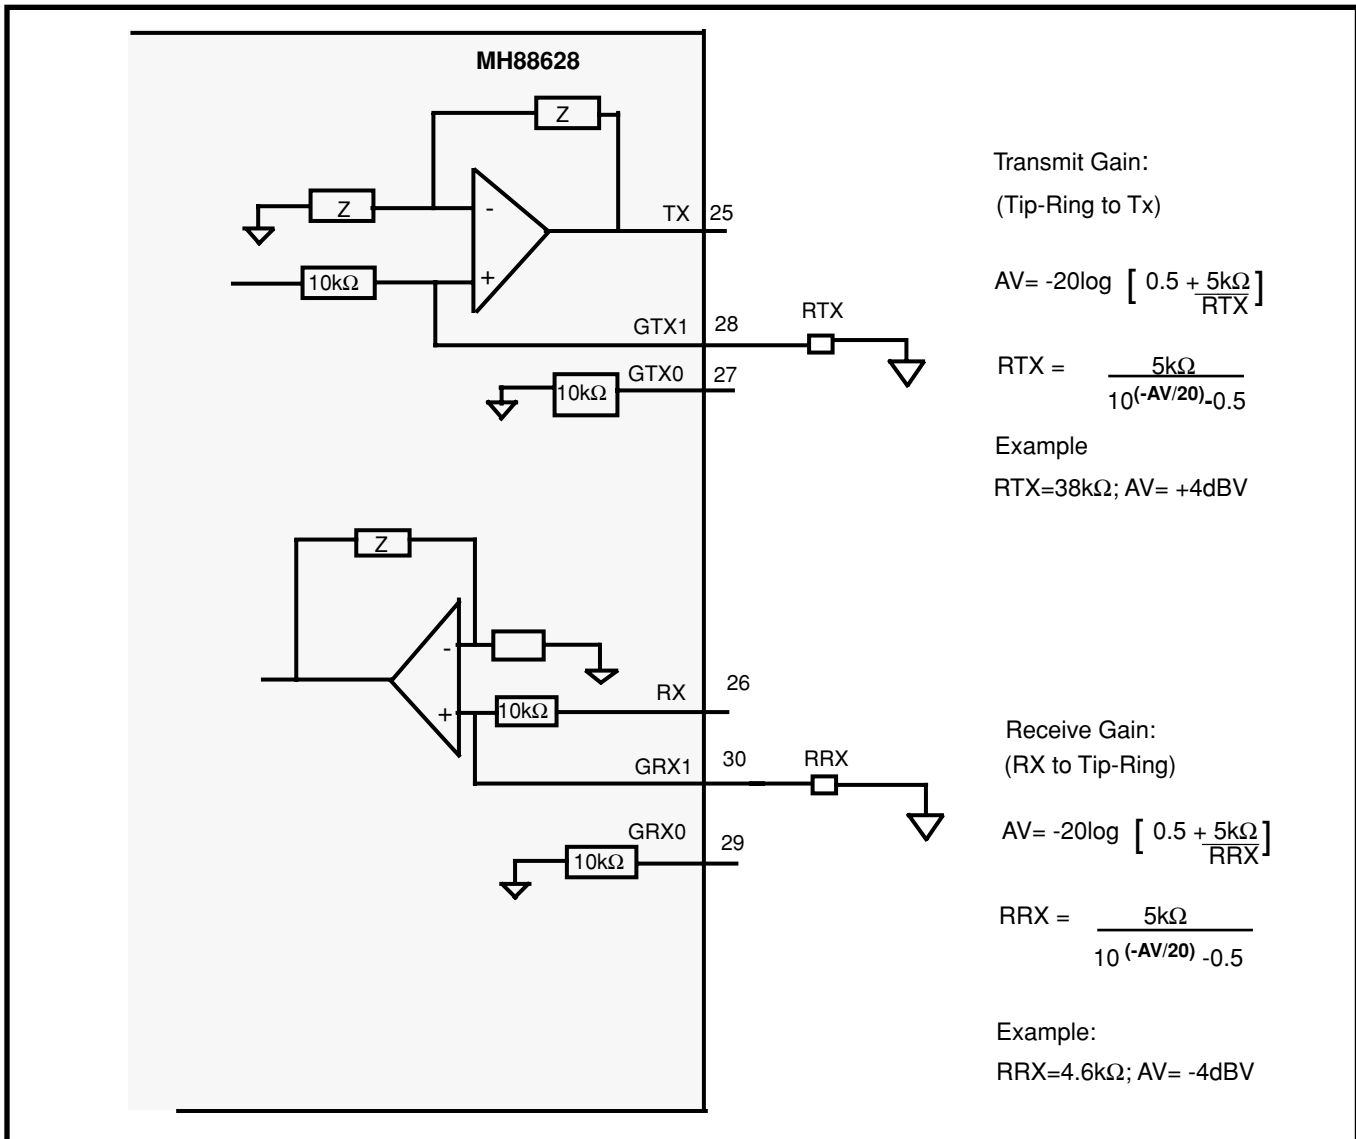 MH88628
Z
Z
-
TX 25
+
10kΩ
GTX1 28 RTX
GTX0 27
10kΩ
Transmit Gain:
(Tip-Ring to Tx)
AV= -20log [ 0.5 + 5kΩ
RTX ]
RTX = 5kΩ
10(-AV/20)-0.5
Example
RTX=38kΩ; AV= +4dBV
Z
-
RX 26
+
10kΩ
GRX1 30 RRX
GRX0 29
10kΩ
Receive Gain:
(RX to Tip-Ring)
AV= -20log [ 0.5 + 5kΩ
RRX ]
RRX = 5kΩ
10 (-AV/20) -0.5
Example:
RRX=4.6kΩ; AV= -4dBV